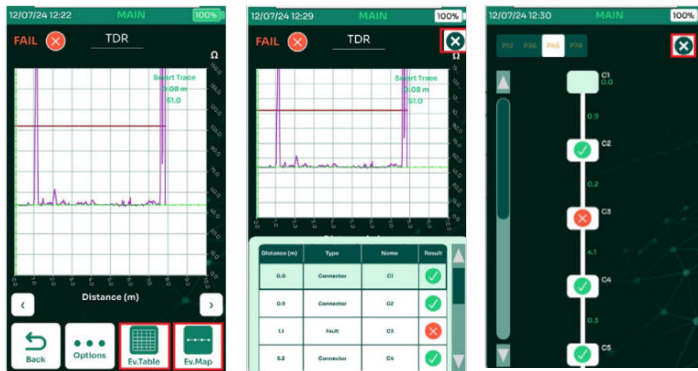 12/07/24 12:22 MAIN 100%
FAIL TDR
Ω
Smart Trace
0.08 m
51.0
Distance (m)
Back
Options
Ev.Table
Ev.Map
12/07/24 12:29 MAIN 100%
FAIL TDR
Ω
Smart Trace
0.08 m
51.0
Distance (m) Type Name Result
0.0 Connector C1
0.9 Connector C2
1.1 Fault C3
5.2 Connector C4
12/07/24 12:30 MAIN 100%
P12 P36 P45 P78
C1
0.0
0.9
C2
0.2
C3
4.1
C4
0.3
C5